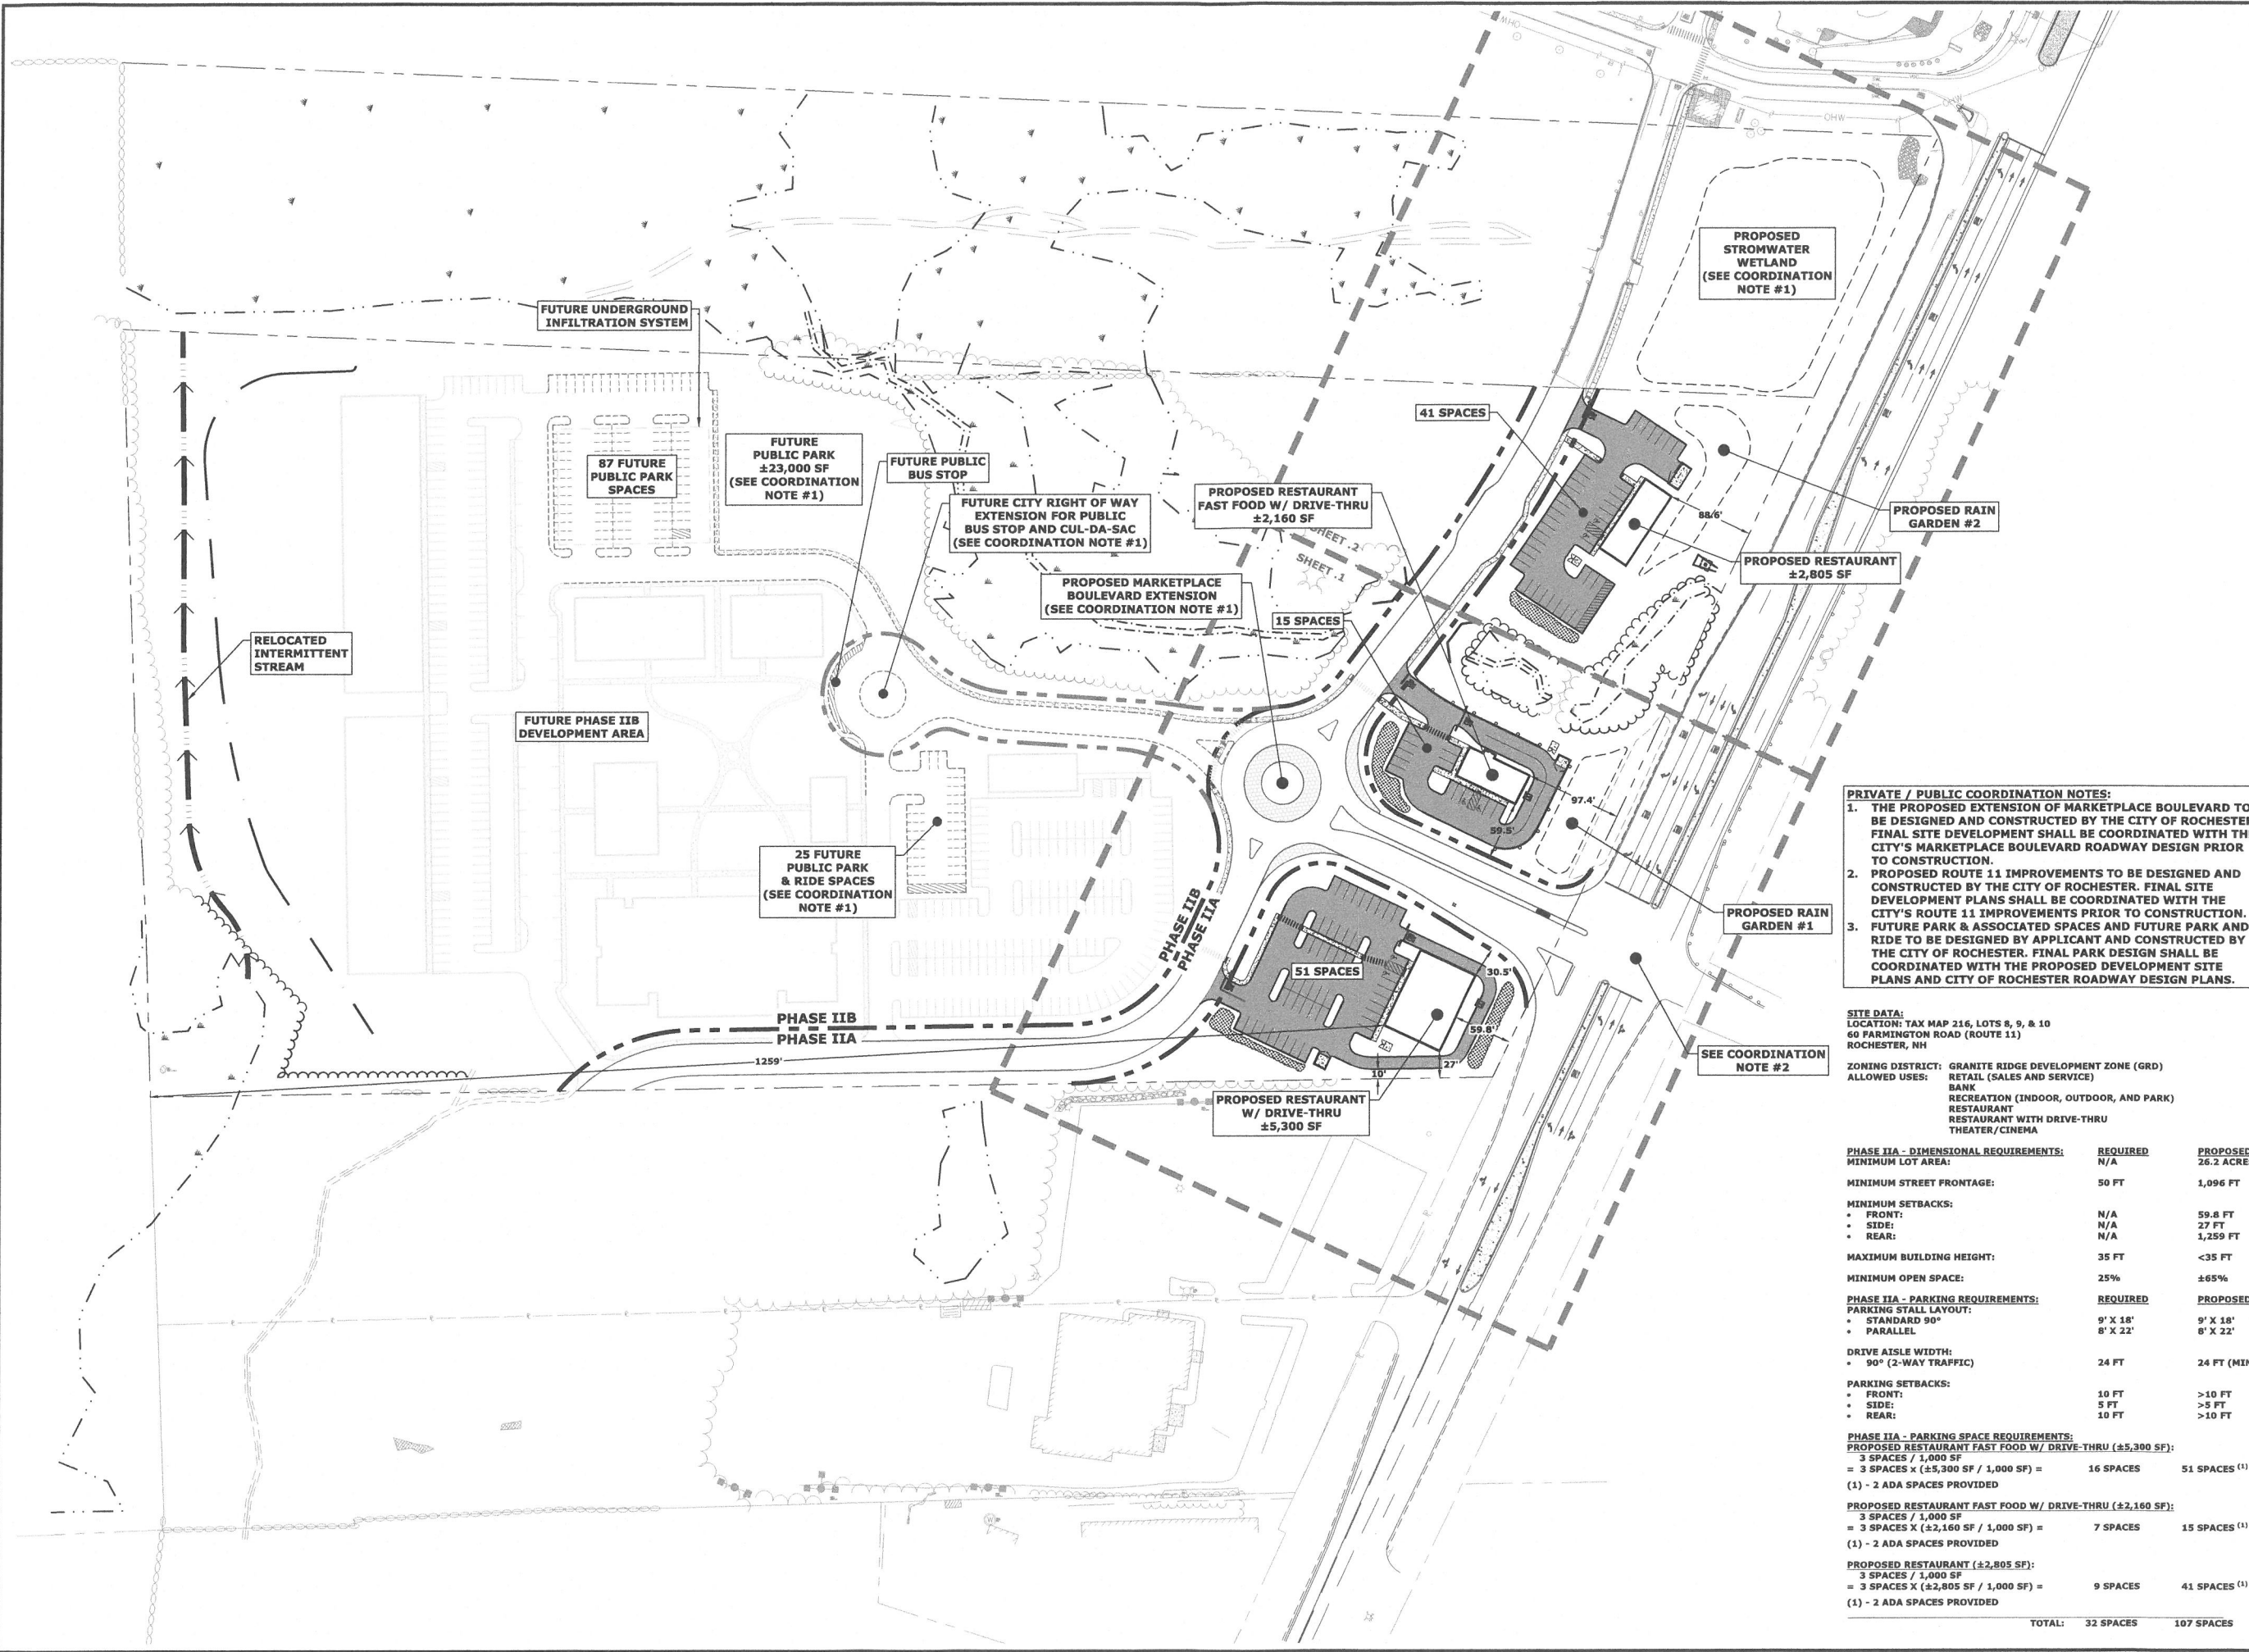 OHW
OHW
PROPOSED
STROMWATER
WETLAND
(SEE COORDINATION
NOTE #1)
FUTURE UNDERGROUND
INFILTRATION SYSTEM
41 SPACES
87 FUTURE
PUBLIC PARK
SPACES
FUTURE
PUBLIC PARK
±23,000 SF
(SEE COORDINATION
NOTE #1)
FUTURE PUBLIC
BUS STOP
FUTURE CITY RIGHT OF WAY
EXTENSION FOR PUBLIC
BUS STOP AND CUL-DA-SAC
(SEE COORDINATION NOTE #1)
PROPOSED RESTAURANT
FAST FOOD W/ DRIVE-THRU
±2,160 SF
SHEET 2
SHEET 1
88.6'
PROPOSED RAIN
GARDEN #2
PROPOSED RESTAURANT
±2,805 SF
PROPOSED MARKETPLACE
BOULEVARD EXTENSION
(SEE COORDINATION NOTE #1)
15 SPACES
RELOCATED
INTERMITTENT
STREAM
FUTURE PHASE IIB
DEVELOPMENT AREA
97.4'
59.5'
25 FUTURE
PUBLIC PARK
& RIDE SPACES
(SEE COORDINATION
NOTE #1)
PHASE IIB
PHASE IIA
PROPOSED RAIN
GARDEN #1
51 SPACES
30.5'
59.8'
27'
10'
PHASE IIB
PHASE IIA
1259'
SEE COORDINATION
NOTE #2
PROPOSED RESTAURANT
W/ DRIVE-THRU
±5,300 SF
PRIVATE / PUBLIC COORDINATION NOTES:
1. THE PROPOSED EXTENSION OF MARKETPLACE BOULEVARD TO
BE DESIGNED AND CONSTRUCTED BY THE CITY OF ROCHESTER
FINAL SITE DEVELOPMENT SHALL BE COORDINATED WITH TH
CITY'S MARKETPLACE BOULEVARD ROADWAY DESIGN PRIOR
TO CONSTRUCTION.
2. PROPOSED ROUTE 11 IMPROVEMENTS TO BE DESIGNED AND
CONSTRUCTED BY THE CITY OF ROCHESTER. FINAL SITE
DEVELOPMENT PLANS SHALL BE COORDINATED WITH THE
CITY'S ROUTE 11 IMPROVEMENTS PRIOR TO CONSTRUCTION.
3. FUTURE PARK & ASSOCIATED SPACES AND FUTURE PARK AND
RIDE TO BE DESIGNED BY APPLICANT AND CONSTRUCTED BY
THE CITY OF ROCHESTER. FINAL PARK DESIGN SHALL BE
COORDINATED WITH THE PROPOSED DEVELOPMENT SITE
PLANS AND CITY OF ROCHESTER ROADWAY DESIGN PLANS.
SITE DATA:
LOCATION: TAX MAP 216, LOTS 8, 9, & 10
60 FARMINGTON ROAD (ROUTE 11)
ROCHESTER, NH
ZONING DISTRICT: GRANITE RIDGE DEVELOPMENT ZONE (GRD)
ALLOWED USES: RETAIL (SALES AND SERVICE)
BANK
RECREATION (INDOOR, OUTDOOR, AND PARK)
RESTAURANT
RESTAURANT WITH DRIVE-THRU
THEATER/CINEMA
PHASE IIA - DIMENSIONAL REQUIREMENTS: REQUIRED PROPOSED
MINIMUM LOT AREA: N/A 26.2 ACRE
MINIMUM STREET FRONTAGE: 50 FT 1,096 FT
MINIMUM SETBACKS:
• FRONT: N/A 59.8 FT
• SIDE: N/A 27 FT
• REAR: N/A 1,259 FT
MAXIMUM BUILDING HEIGHT: 35 FT <35 FT
MINIMUM OPEN SPACE: 25% ±65%
PHASE IIA - PARKING REQUIREMENTS: REQUIRED PROPOSED
PARKING STALL LAYOUT:
• STANDARD 90° 9' X 18' 9' X 18'
• PARALLEL 8' X 22' 8' X 22'
DRIVE AISLE WIDTH:
• 90° (2-WAY TRAFFIC) 24 FT 24 FT (MIN
PARKING SETBACKS:
• FRONT: 10 FT >10 FT
• SIDE: 5 FT >5 FT
• REAR: 10 FT >10 FT
PHASE IIA - PARKING SPACE REQUIREMENTS:
PROPOSED RESTAURANT FAST FOOD W/ DRIVE-THRU (±5,300 SF):
3 SPACES / 1,000 SF
= 3 SPACES x (±5,300 SF / 1,000 SF) = 16 SPACES 51 SPACES (1)
(1) - 2 ADA SPACES PROVIDED
PROPOSED RESTAURANT FAST FOOD W/ DRIVE-THRU (±2,160 SF):
3 SPACES / 1,000 SF
= 3 SPACES X (±2,160 SF / 1,000 SF) = 7 SPACES 15 SPACES (1)
(1) - 2 ADA SPACES PROVIDED
PROPOSED RESTAURANT (±2,805 SF):
3 SPACES / 1,000 SF
= 3 SPACES X (±2,805 SF / 1,000 SF) = 9 SPACES 41 SPACES (1)
(1) - 2 ADA SPACES PROVIDED
TOTAL: 32 SPACES 107 SPACES